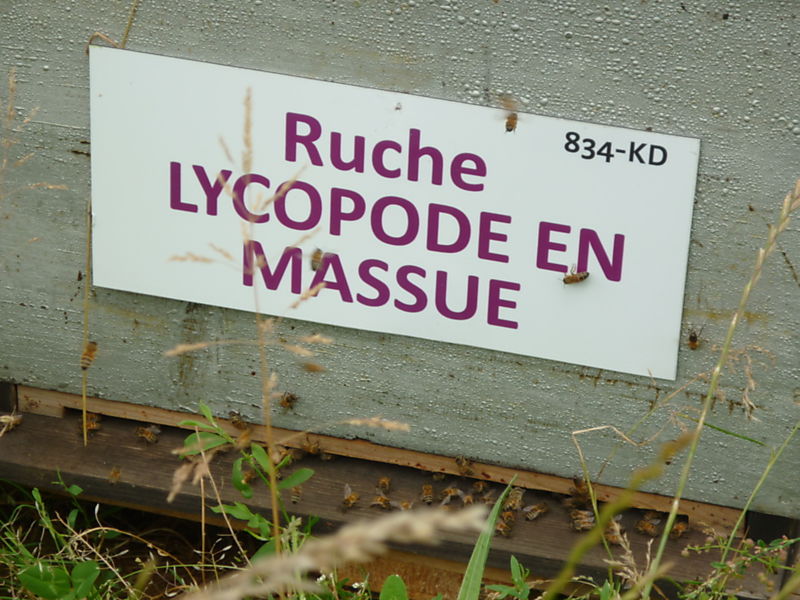 834-KD
Ruche
LYCOPODE EN
MASSUE